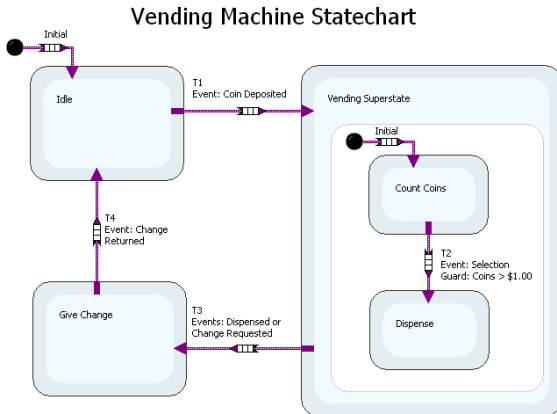 Vending Machine Statechart
Initial
Idle
T1
Event: Coin Deposited
Vending Superstate
Initial
Count Coins
T2
Event: Selection
Guard: Coins > $1.00
Dispense
T3
Events: Dispensed or
Change Requested
Give Change
T4
Event: Change
Returned